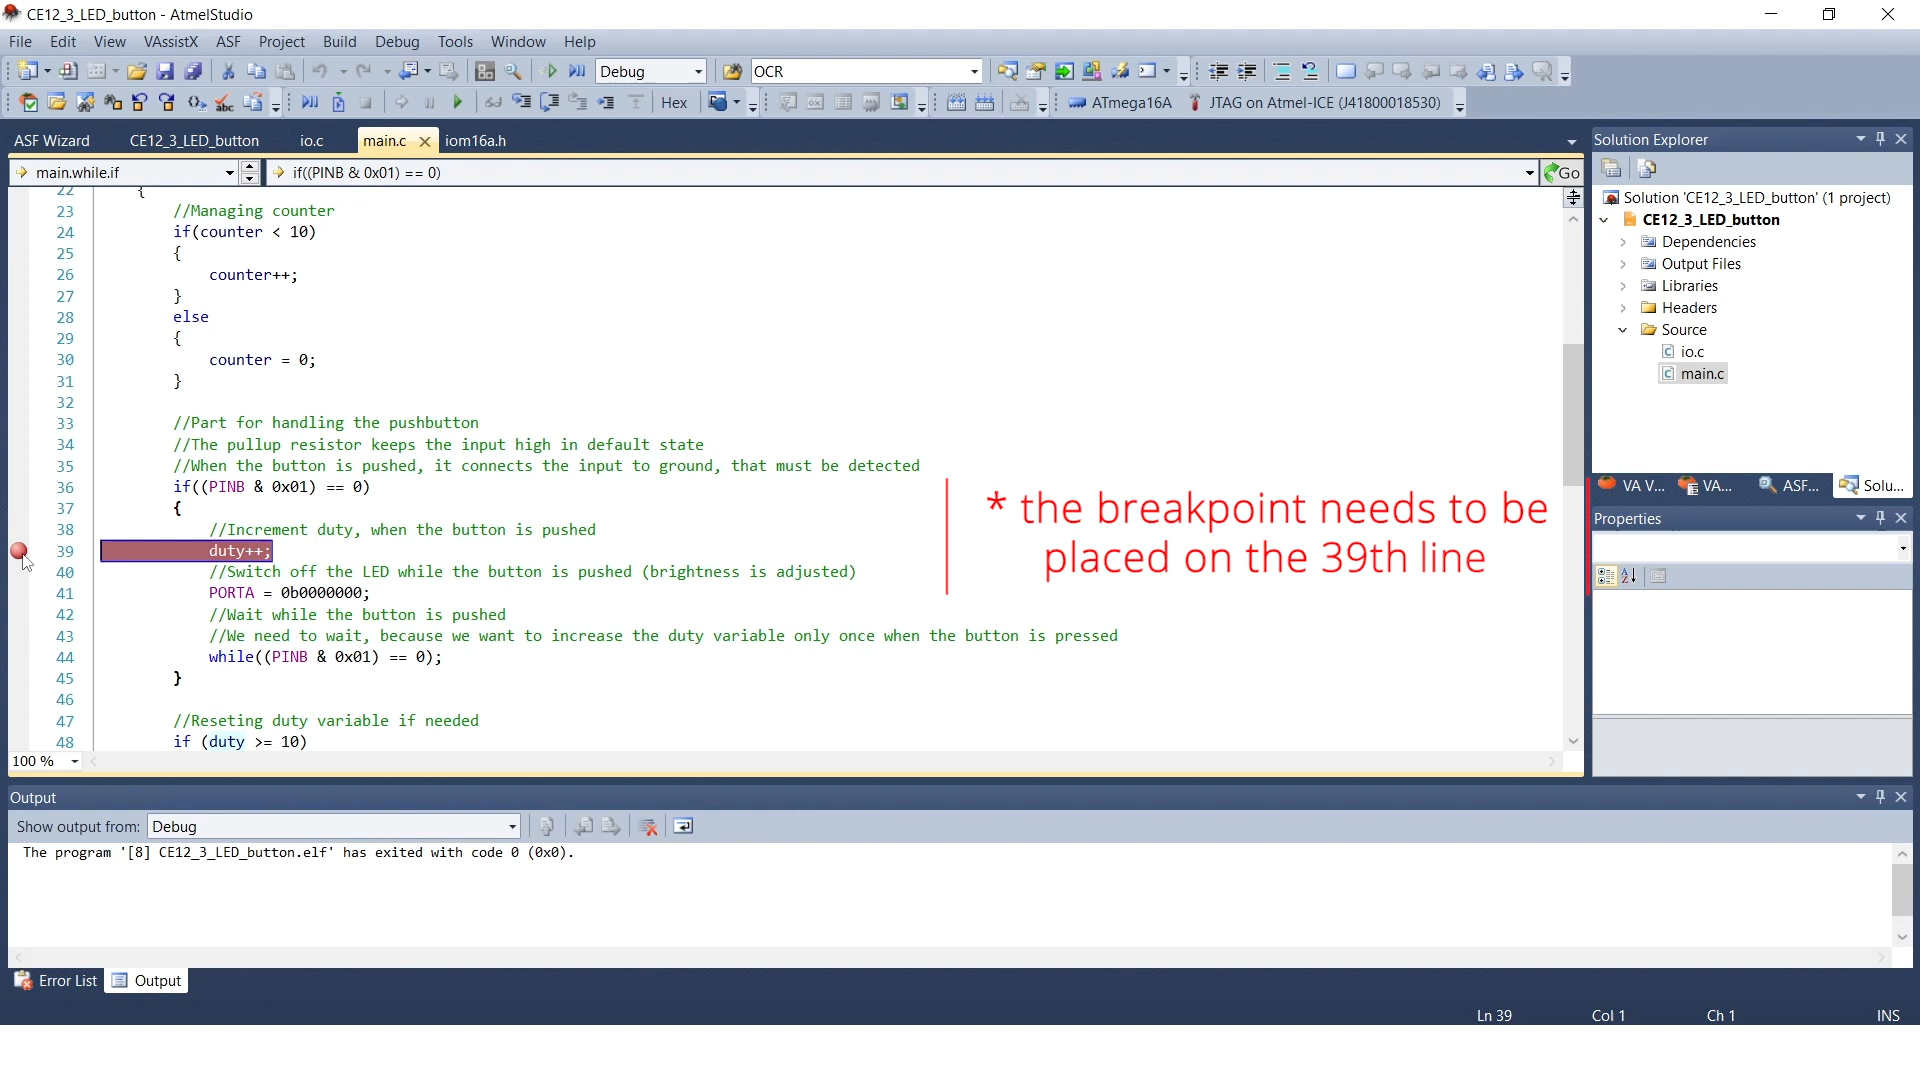 CE12_3_LED_button - AtmelStudio
File Edit View VAssistX ASF Project Build Debug Tools Window Help
Debug OCR
Hex ATmega16A JTAG on Atmel-ICE (J41800018530)
ASF Wizard CE12_3_LED_button io.c main.c iom16a.h
main.while.if if((PINB & 0x01) == 0) Go
22 {
23 //Managing counter
24 if(counter < 10)
25 {
26 counter++;
27 }
28 else
29 {
30 counter = 0;
31 }
32
33 //Part for handling the pushbutton
34 //The pullup resistor keeps the input high in default state
35 //When the button is pushed, it connects the input to ground, that must be detected
36 if((PINB & 0x01) == 0)
37 {
38 //Increment duty, when the button is pushed
39 duty++;
40 //Switch off the LED while the button is pushed (brightness is adjusted)
41 PORTA = 0b0000000;
42 //Wait while the button is pushed
43 //We need to wait, because we want to increase the duty variable only once when the button is pressed
44 while((PINB & 0x01) == 0);
45 }
46
47 //Reseting duty variable if needed
48 if (duty >= 10)
100 %
* the breakpoint needs to be
placed on the 39th line
Solution Explorer
Solution 'CE12_3_LED_button' (1 project)
CE12_3_LED_button
Dependencies
Output Files
Libraries
Headers
Source
io.c
main.c
VA V... VA... ASF... Solu...
Properties
Output
Show output from: Debug
The program '[8] CE12_3_LED_button.elf' has exited with code 0 (0x0).
Error List Output
Ln 39 Col 1 Ch 1 INS